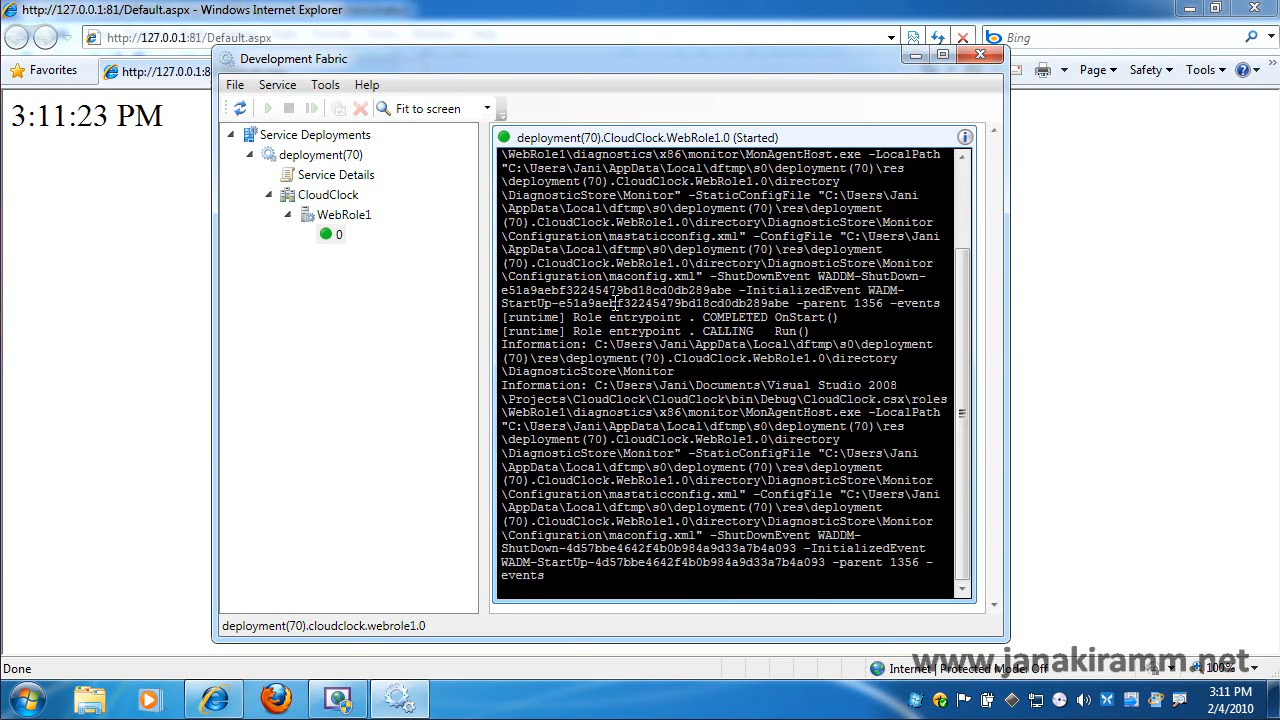 http://127.0.0.1:81/Default.aspx - Windows Internet Explorer
http://127.0.0.1:81/Default.aspx
Bing
Favorites
http://127.0.0.1:8
Page
Safety
Tools
3:11:23 PM
Development Fabric
File Service Tools Help
Fit to screen
Service Deployments
deployment(70)
Service Details
CloudClock
WebRole1
0
deployment(70).CloudClock.WebRole1.0 (Started)
\WebRole1\diagnostics\x86\monitor\MonAgentHost.exe -LocalPath
"C:\Users\Jani\AppData\Local\dftmp\s0\deployment(70)\res
\deployment(70).CloudClock.WebRole1.0\directory
\DiagnosticStore\Monitor" -StaticConfigFile "C:\Users\Jani
\AppData\Local\dftmp\s0\deployment(70)\res\deployment
(70).CloudClock.WebRole1.0\directory\DiagnosticStore\Monitor
\Configuration\mastaticconfig.xml" -ConfigFile "C:\Users\Jani
\AppData\Local\dftmp\s0\deployment(70)\res\deployment
(70).CloudClock.WebRole1.0\directory\DiagnosticStore\Monitor
\Configuration\maconfig.xml" -ShutDownEvent WADDM-ShutDown-
e51a9aebf32245479bd18cd0db289abe -InitializedEvent WADM-
StartUp-e51a9aebf32245479bd18cd0db289abe -parent 1356 -events
[runtime] Role entrypoint . COMPLETED OnStart()
[runtime] Role entrypoint . CALLING   Run()
Information: C:\Users\Jani\AppData\Local\dftmp\s0\deployment
(70)\res\deployment(70).CloudClock.WebRole1.0\directory
\DiagnosticStore\Monitor
Information: C:\Users\Jani\Documents\Visual Studio 2008
\Projects\CloudClock\CloudClock\bin\Debug\CloudClock.csx\roles
\WebRole1\diagnostics\x86\monitor\MonAgentHost.exe -LocalPath
"C:\Users\Jani\AppData\Local\dftmp\s0\deployment(70)\res
\deployment(70).CloudClock.WebRole1.0\directory
\DiagnosticStore\Monitor" -StaticConfigFile "C:\Users\Jani
\AppData\Local\dftmp\s0\deployment(70)\res\deployment
(70).CloudClock.WebRole1.0\directory\DiagnosticStore\Monitor
\Configuration\mastaticconfig.xml" -ConfigFile "C:\Users\Jani
\AppData\Local\dftmp\s0\deployment(70)\res\deployment
(70).CloudClock.WebRole1.0\directory\DiagnosticStore\Monitor
\Configuration\maconfig.xml" -ShutDownEvent WADDM-
ShutDown-4d57bbe4642f4b0b984a9d33a7b4a093 -InitializedEvent
WADM-StartUp-4d57bbe4642f4b0b984a9d33a7b4a093 -parent 1356 -
events
deployment(70).cloudclock.webrole1.0
www.janakiramm.net
Done
Internet | Protected Mode: Off
100%
3:11 PM
2/4/2010